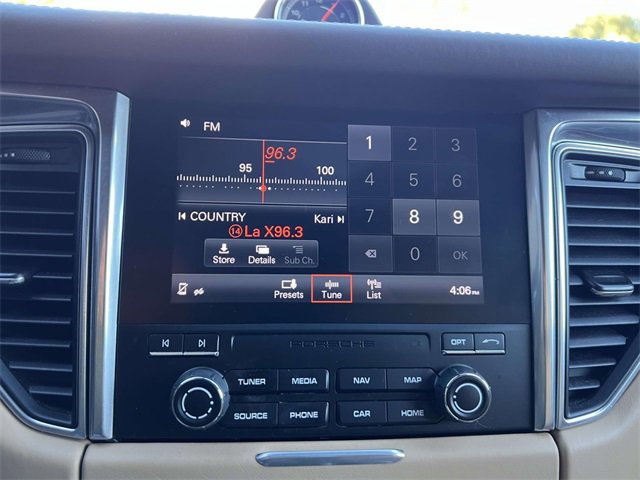 FM
96.3
95 100
1 2 3
4 5 6
7 8 9
0 OK
COUNTRY Kari
14 La X96.3
Store Details Sub Ch.
Presets Tune List
4:06 PM
PORSCHE
OPT
TUNER MEDIA NAV MAP
SOURCE PHONE CAR HOME